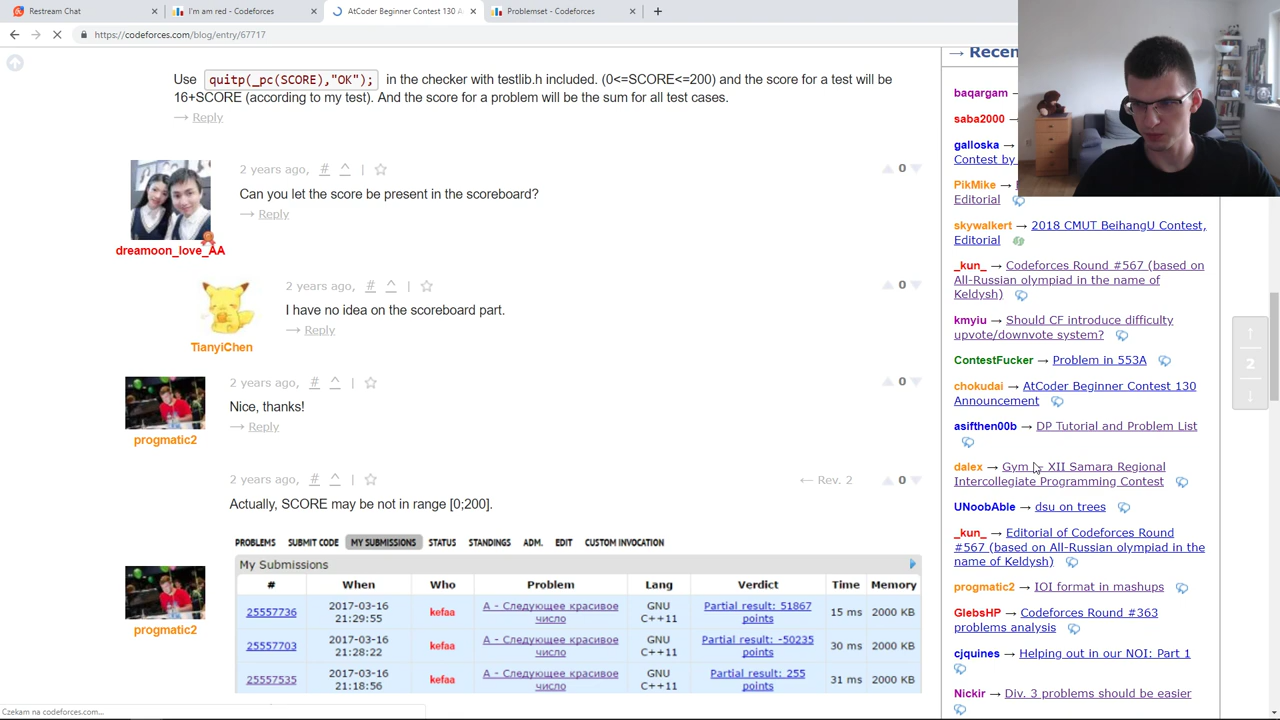 Restream Chat
I'm am red - Codeforces
AtCoder Beginner Contest 130 A
Problemset - Codeforces
https://codeforces.com/blog/entry/67717
Use quitp(_pc(SCORE),"OK"); in the checker with testlib.h included. (0<=SCORE<=200) and the score for a test will be
16+SCORE (according to my test). And the score for a problem will be the sum for all test cases.
→ Reply
2 years ago, # ^ | 0
Can you let the score be present in the scoreboard?
→ Reply
dreamoon_love_AA
2 years ago, # ^ | 0
I have no idea on the scoreboard part.
→ Reply
TianyiChen
2 years ago, # ^ | 0
Nice, thanks!
→ Reply
progmatic2
2 years ago, # ^ | ← Rev. 2 0
Actually, SCORE may be not in range [0;200].
progmatic2
PROBLEMS SUBMIT CODE MY SUBMISSIONS STATUS STANDINGS ADM. EDIT CUSTOM INVOCATION
My Submissions
# When Who Problem Lang Verdict Time Memory
25557736 2017-03-16 21:29:55 kefaa A - Следующее красивое число GNU C++11 Partial result: 51867 points 15 ms 2000 KB
25557703 2017-03-16 21:28:22 kefaa A - Следующее красивое число GNU C++11 Partial result: -50235 points 30 ms 2000 KB
25557535 2017-03-16 21:18:56 kefaa A - Следующее красивое число GNU C++11 Partial result: 255 points 31 ms 2000 KB
→ Recen
baqargam →
saba2000 →
galloska →
Contest by
PikMike →
Editorial
skywalkert → 2018 CMUT BeihangU Contest,
Editorial
_kun_ → Codeforces Round #567 (based on
All-Russian olympiad in the name of
Keldysh)
kmyiu → Should CF introduce difficulty
upvote/downvote system?
ContestFucker → Problem in 553A
chokudai → AtCoder Beginner Contest 130
Announcement
asifthen00b → DP Tutorial and Problem List
dalex → Gym — XII Samara Regional
Intercollegiate Programming Contest
UNoobAble → dsu on trees
_kun_ → Editorial of Codeforces Round
#567 (based on All-Russian olympiad in the
name of Keldysh)
progmatic2 → IOI format in mashups
GlebsHP → Codeforces Round #363
problems analysis
cjquines → Helping out in our NOI: Part 1
Nickir → Div. 3 problems should be easier
↑
2
↓
Czekam na codeforces.com...